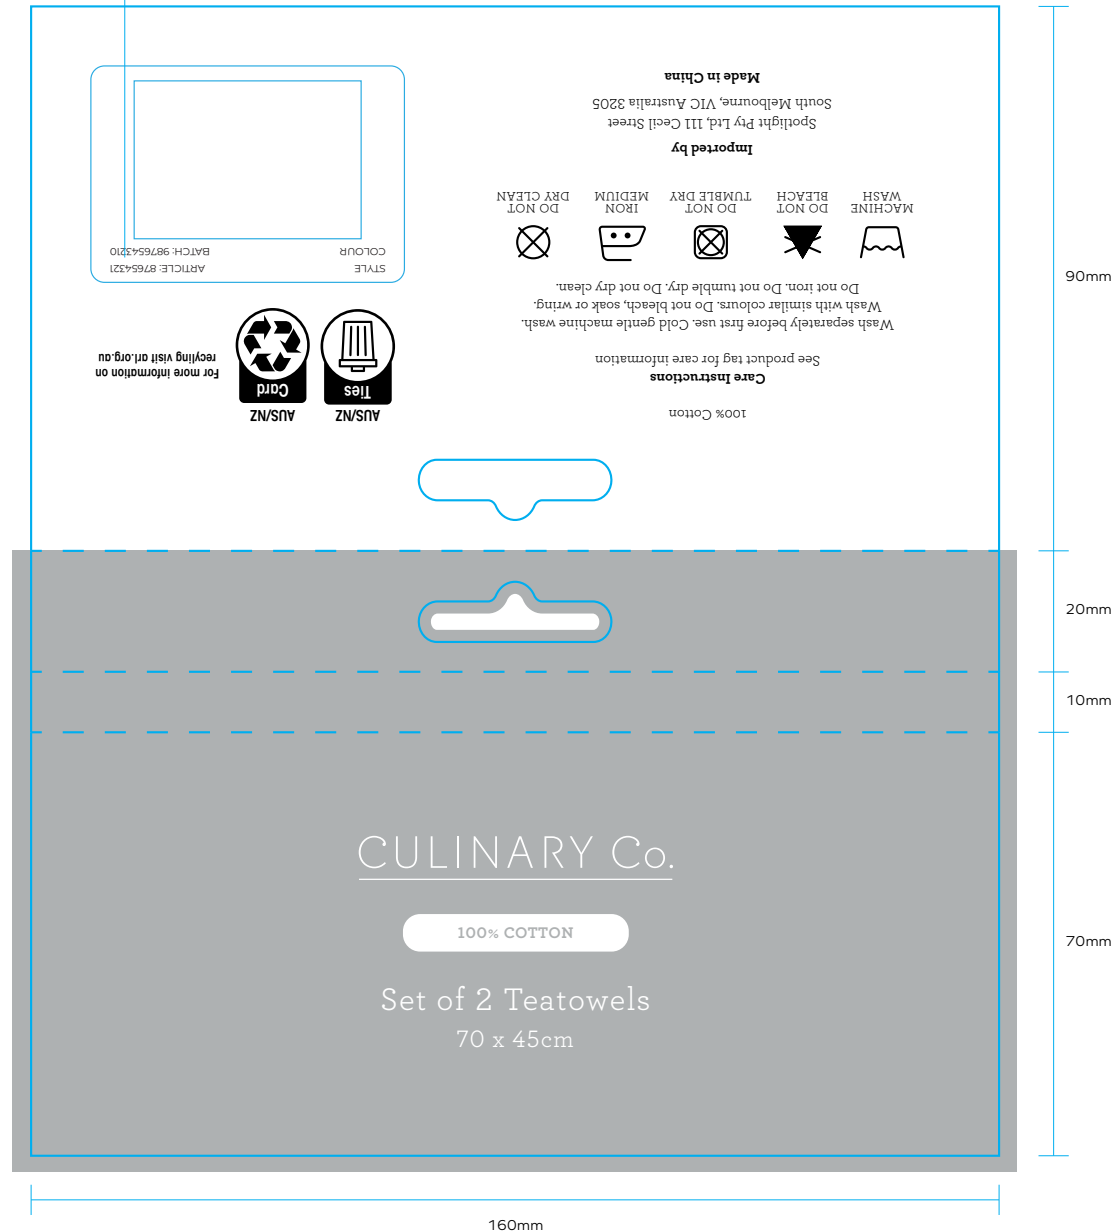 100% Cotton
Care Instructions
See product tag for care information
Wash separately before first use. Cold gentle machine wash.
Wash with similar colours. Do not bleach, soak or wring.
Do not iron. Do not tumble dry. Do not dry clean.
MACHINE
WASH
DO NOT
BLEACH
DO NOT
TUMBLE DRY
IRON
MEDIUM
DO NOT
DRY CLEAN
Imported by
Spotlight Pty Ltd, 111 Cecil Street
South Melbourne, VIC Australia 3205
Made in China
AUS/NZ
Ties
AUS/NZ
Card
For more information on
recyling visit arl.org.au
STYLE
ARTICLE: 87654321
COLOUR
BATCH: 9876543210
90mm
20mm
10mm
CULINARY Co.
100% COTTON
Set of 2 Teatowels
70 x 45cm
70mm
160mm